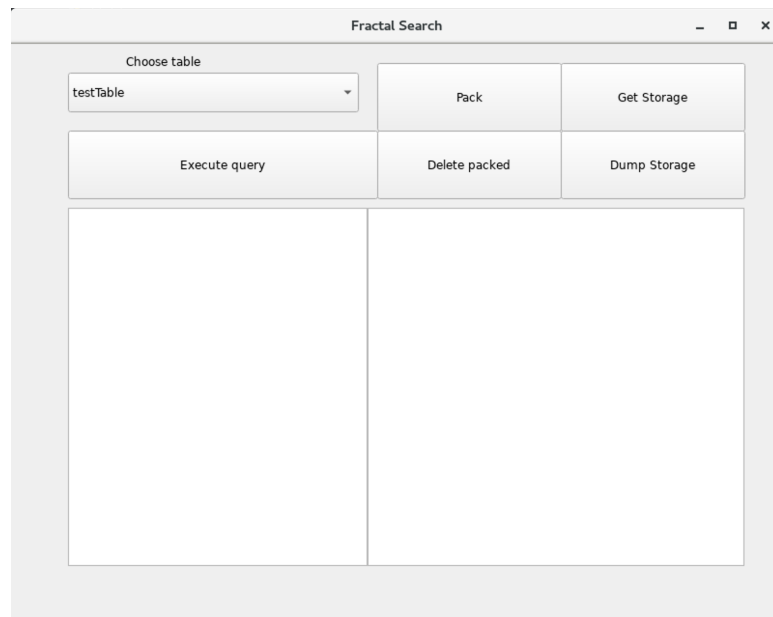 Fractal Search
Choose table
testTable
Pack
Get Storage
Execute query
Delete packed
Dump Storage